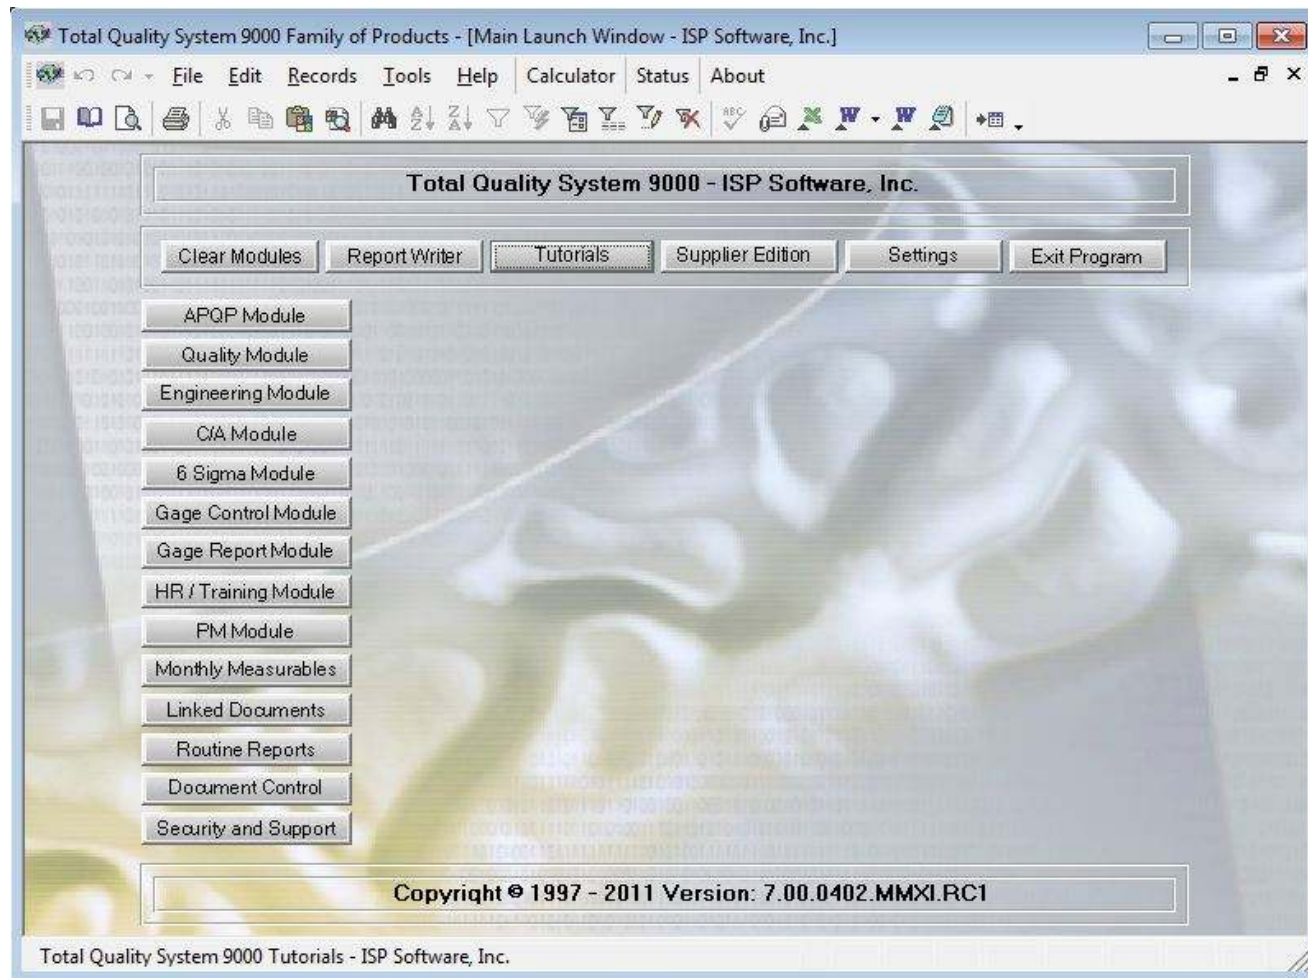 Total Quality System 9000 Family of Products - [Main Launch Window - ISP Software, Inc.]
File Edit Records Tools Help Calculator Status About
Total Quality System 9000 - ISP Software, Inc.
Clear Modules Report Writer Tutorials Supplier Edition Settings Exit Program
APQP Module
Quality Module
Engineering Module
C/A Module
6 Sigma Module
Gage Control Module
Gage Report Module
HR / Training Module
PM Module
Monthly Measurables
Linked Documents
Routine Reports
Document Control
Security and Support
Copyright © 1997 - 2011 Version: 7.00.0402.MMXI.RC1
Total Quality System 9000 Tutorials - ISP Software, Inc.